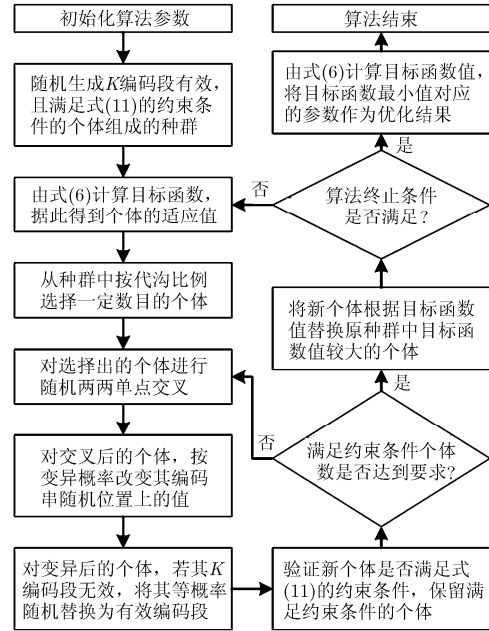 初始化算法参数
随机生成K编码段有效，
且满足式(11)的约束条
件的个体组成的种群
由式(6)计算目标函数，
据此得到个体的适应值
从种群中按代沟比例
选择一定数目的个体
对选择出的个体进行
随机两两单点交叉
对交叉后的个体，按
变异概率改变其编码
串随机位置上的值
对变异后的个体，若其K
编码段无效，将其等概率
随机替换为有效编码段
验证新个体是否满足式
(11)的约束条件，保留满
足约束条件的个体
满足约束条件个体
数是否达到要求?
否
是
将新个体根据目标函数
值替换原种群中目标函
数值较大的个体
算法终止条件
是否满足?
否
是
由式(6)计算目标函数值，
将目标函数最小值对应
的参数作为优化结果
算法结束